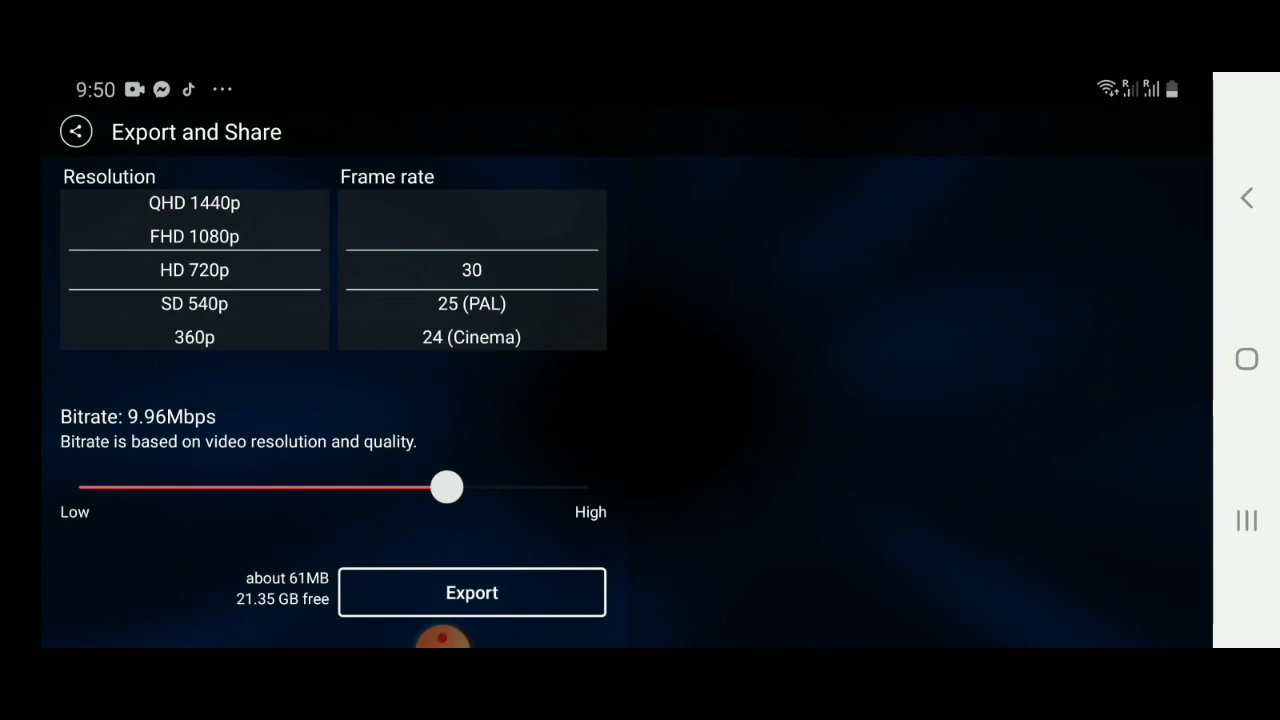 9:50
Export and Share
Resolution
Frame rate
QHD 1440p
FHD 1080p
HD 720p
SD 540p
360p
30
25 (PAL)
24 (Cinema)
Bitrate: 9.96Mbps
Bitrate is based on video resolution and quality.
Low
High
about 61MB
21.35 GB free
Export